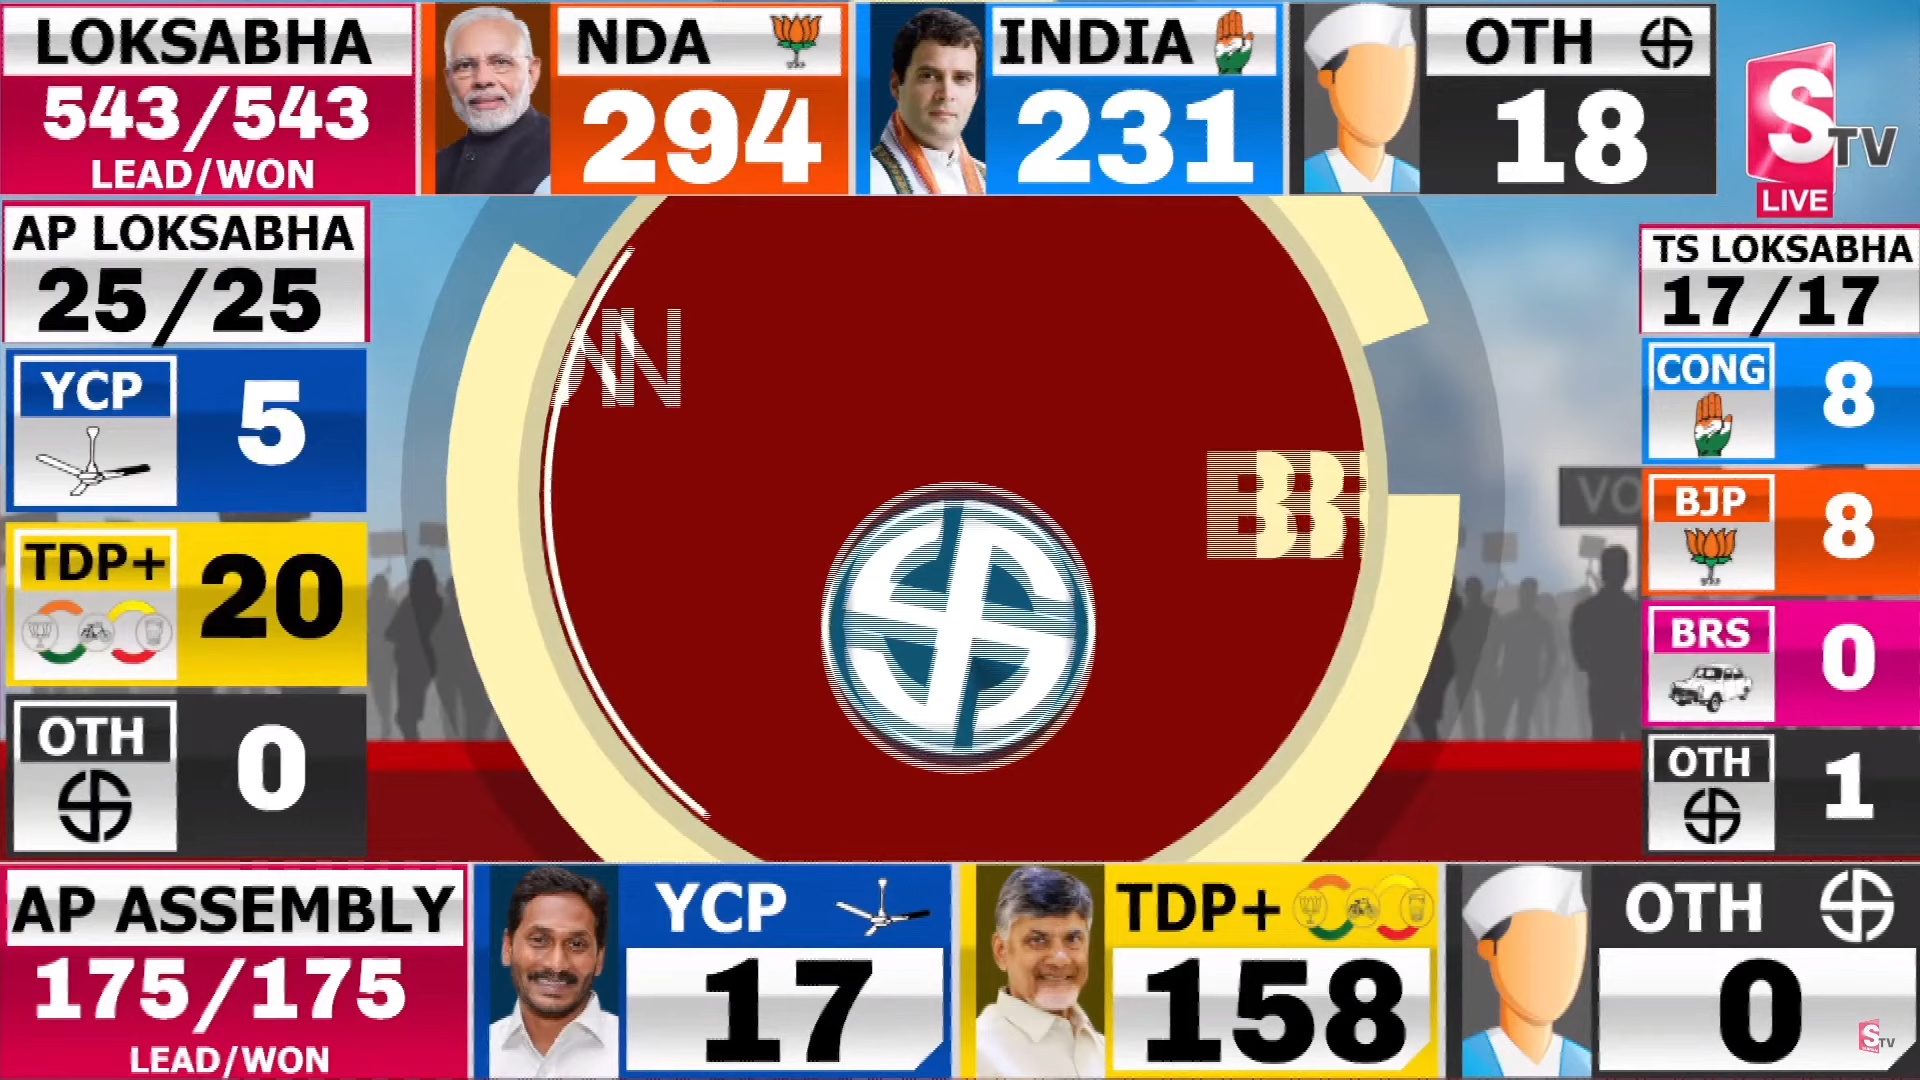 LOKSABHA
543/543
LEAD/WON
NDA
294
INDIA
231
OTH
18
S TV
LIVE
AP LOKSABHA
25/25
YCP
5
TDP+
20
OTH
0
TS LOKSABHA
17/17
CONG
8
BJP
8
BRS
0
OTH
1
AP ASSEMBLY
175/175
LEAD/WON
YCP
17
TDP+
158
OTH
0
S TV